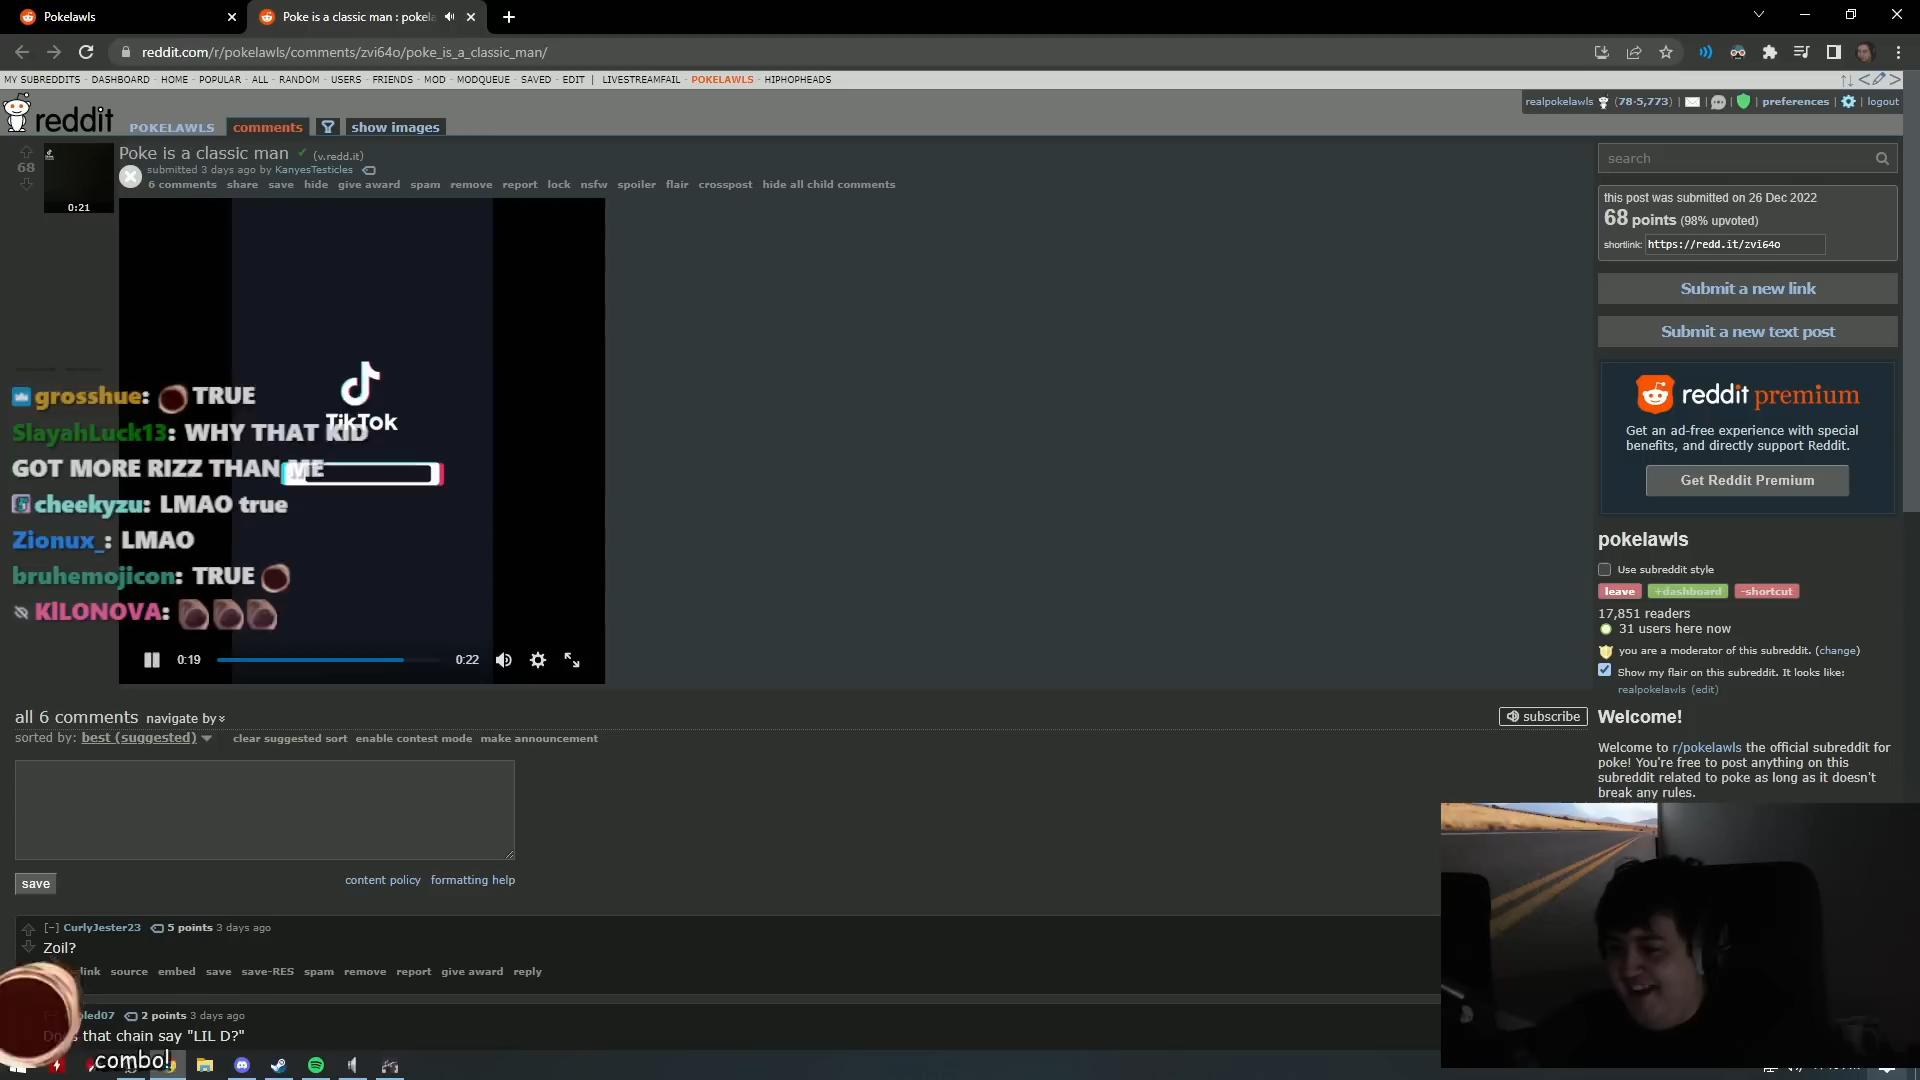 Pokelawls
Poke is a classic man : pokela
reddit.com/r/pokelawls/comments/zvi64o/poke_is_a_classic_man/
MY SUBREDDITS - DASHBOARD - HOME - POPULAR - ALL - RANDOM - USERS - FRIENDS - MOD - MODQUEUE - SAVED - EDIT | LIVESTREAMFAIL - POKELAWLS - HIPHOPHEADS
realpokelawls (78·5,773) | | | | preferences | | logout
reddit POKELAWLS comments show images
Poke is a classic man (v.redd.it)
submitted 3 days ago by KanyesTesticles
68
6 comments share save hide give award spam remove report lock nsfw spoiler flair crosspost hide all child comments
0:21
TikTok
grosshue: TRUE
SlayahLuck13: WHY THAT KID
GOT MORE RIZZ THAN ME
cheekyzu: LMAO true
Zionux_: LMAO
bruhemojicon: TRUE
KILONOVA:
0:19 0:22
all 6 comments navigate by
subscribe
sorted by: best (suggested) clear suggested sort enable contest mode make announcement
save content policy formatting help
[-] CurlyJester23 5 points 3 days ago
Zoil?
link source embed save save-RES spam remove report give award reply
2 points 3 days ago
that chain say "LIL D?"
combo!
search
this post was submitted on 26 Dec 2022
68 points (98% upvoted)
shortlink: https://redd.it/zvi64o
Submit a new link
Submit a new text post
reddit premium
Get an ad-free experience with special
benefits, and directly support Reddit.
Get Reddit Premium
pokelawls
Use subreddit style
leave +dashboard -shortcut
17,851 readers
31 users here now
you are a moderator of this subreddit. (change)
Show my flair on this subreddit. It looks like:
realpokelawls (edit)
Welcome!
Welcome to r/pokelawls the official subreddit for
poke! You're free to post anything on this
subreddit related to poke as long as it doesn't
break any rules.